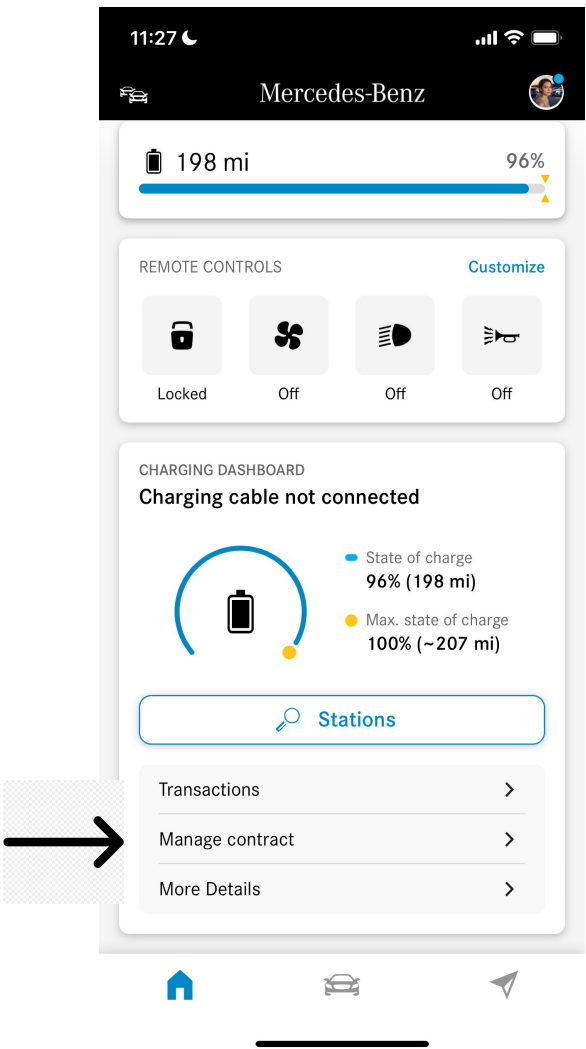 11:27
Mercedes-Benz
198 mi 96%
REMOTE CONTROLS Customize
Locked Off Off Off
CHARGING DASHBOARD
Charging cable not connected
State of charge
96% (198 mi)
Max. state of charge
100% (~207 mi)
Stations
Transactions
Manage contract
More Details